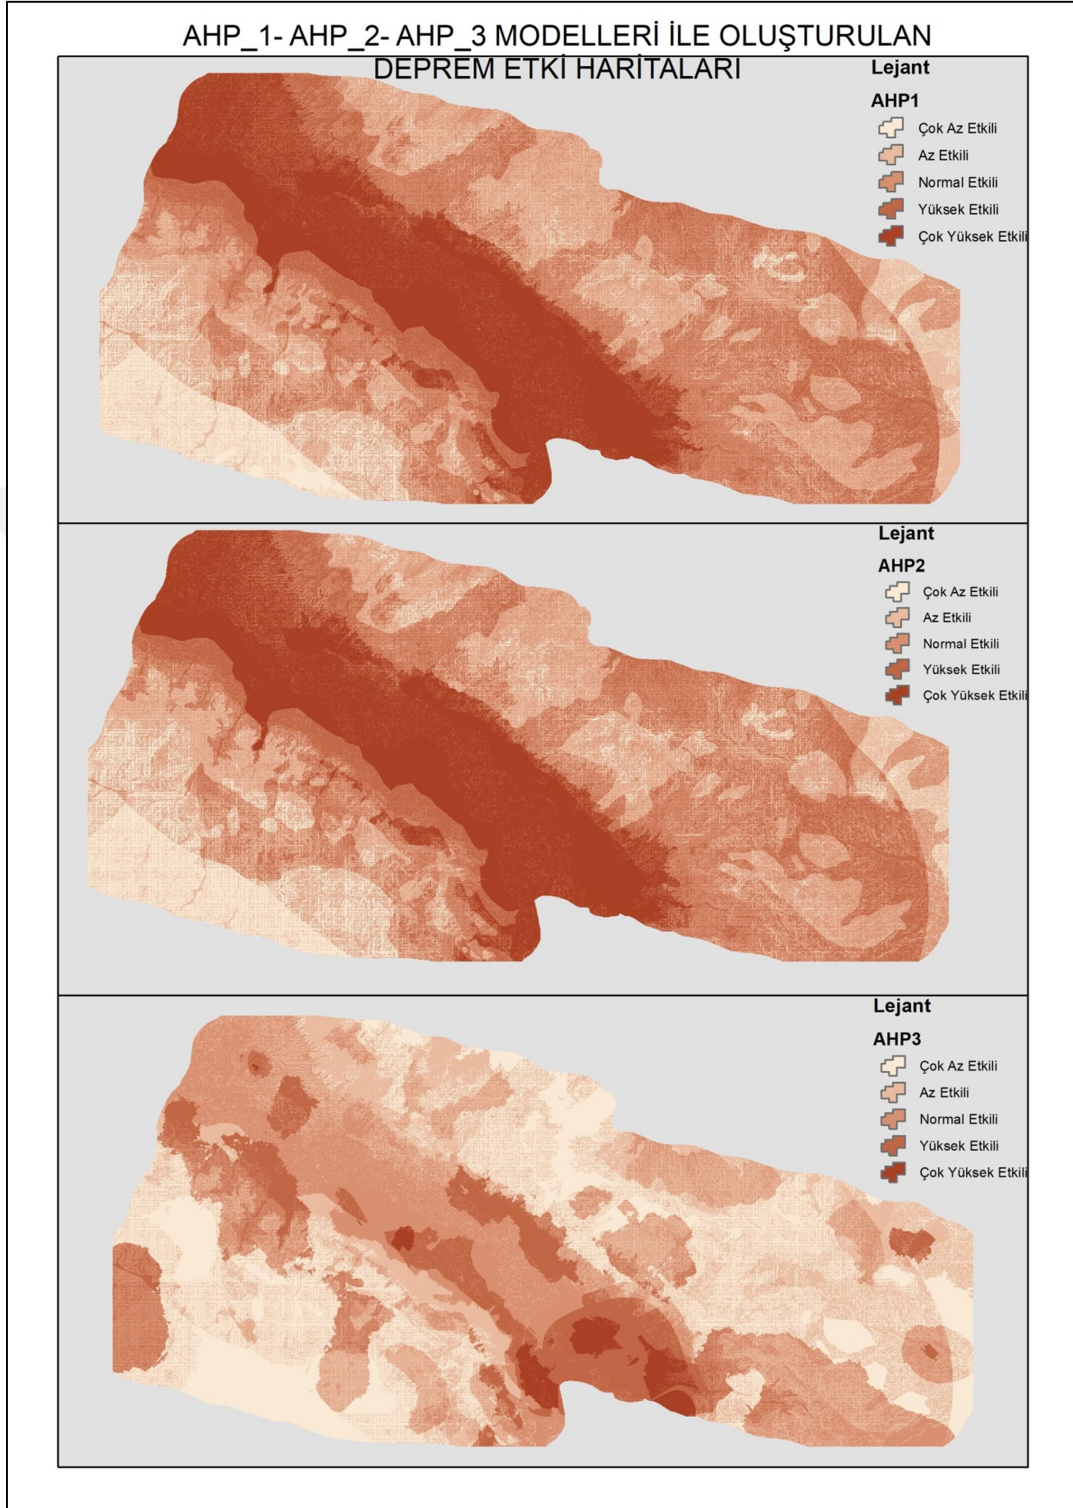 AHP_1- AHP_2- AHP_3 MODELLERİ İLE OLUŞTURULAN
DEPREM ETKİ HARİTALARI
Lejant
AHP1
Çok Az Etkili
Az Etkili
Normal Etkili
Yüksek Etkili
Çok Yüksek Etkili
Lejant
AHP2
Çok Az Etkili
Az Etkili
Normal Etkili
Yüksek Etkili
Çok Yüksek Etkili
Lejant
AHP3
Çok Az Etkili
Az Etkili
Normal Etkili
Yüksek Etkili
Çok Yüksek Etkili